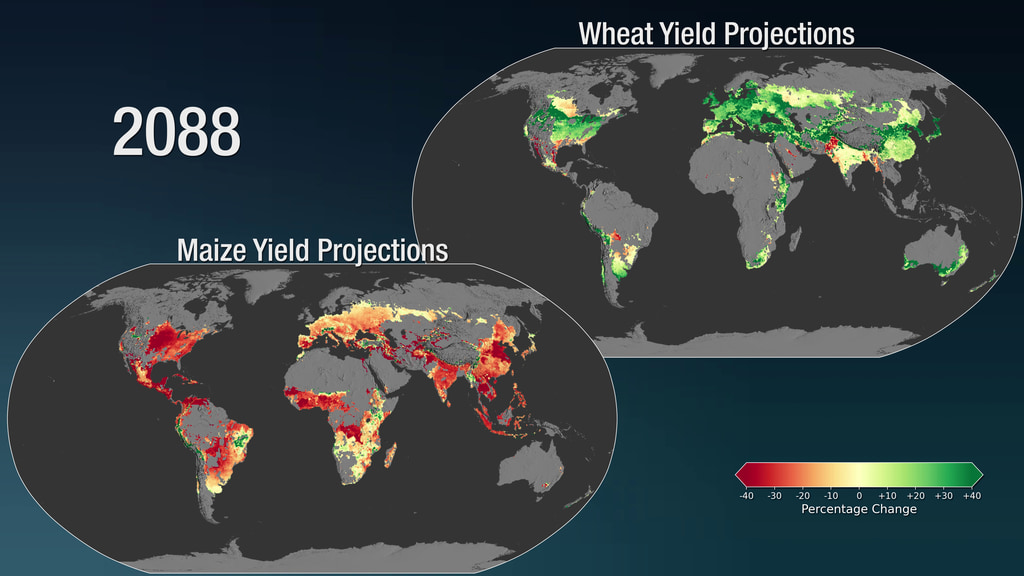 Wheat Yield Projections
2088
Maize Yield Projections
-40 -30 -20 -10 0 +10 +20 +30 +40
Percentage Change